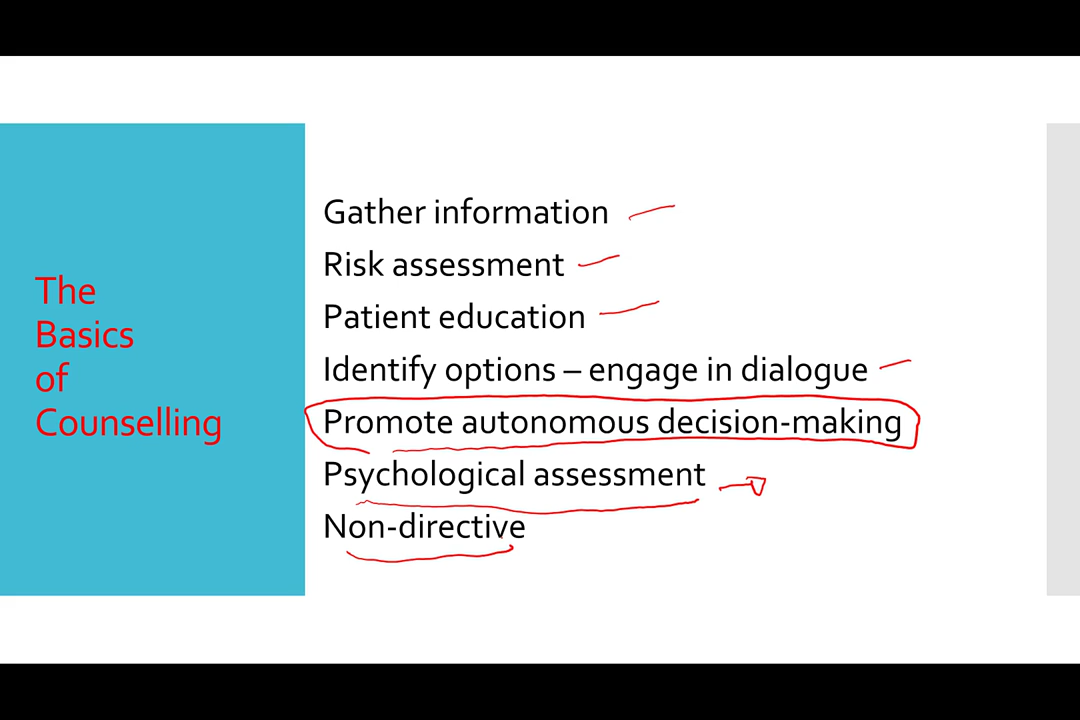 The
Basics
of
Counselling
Gather information
Risk assessment
Patient education
Identify options – engage in dialogue
Promote autonomous decision-making
Psychological assessment
Non-directive